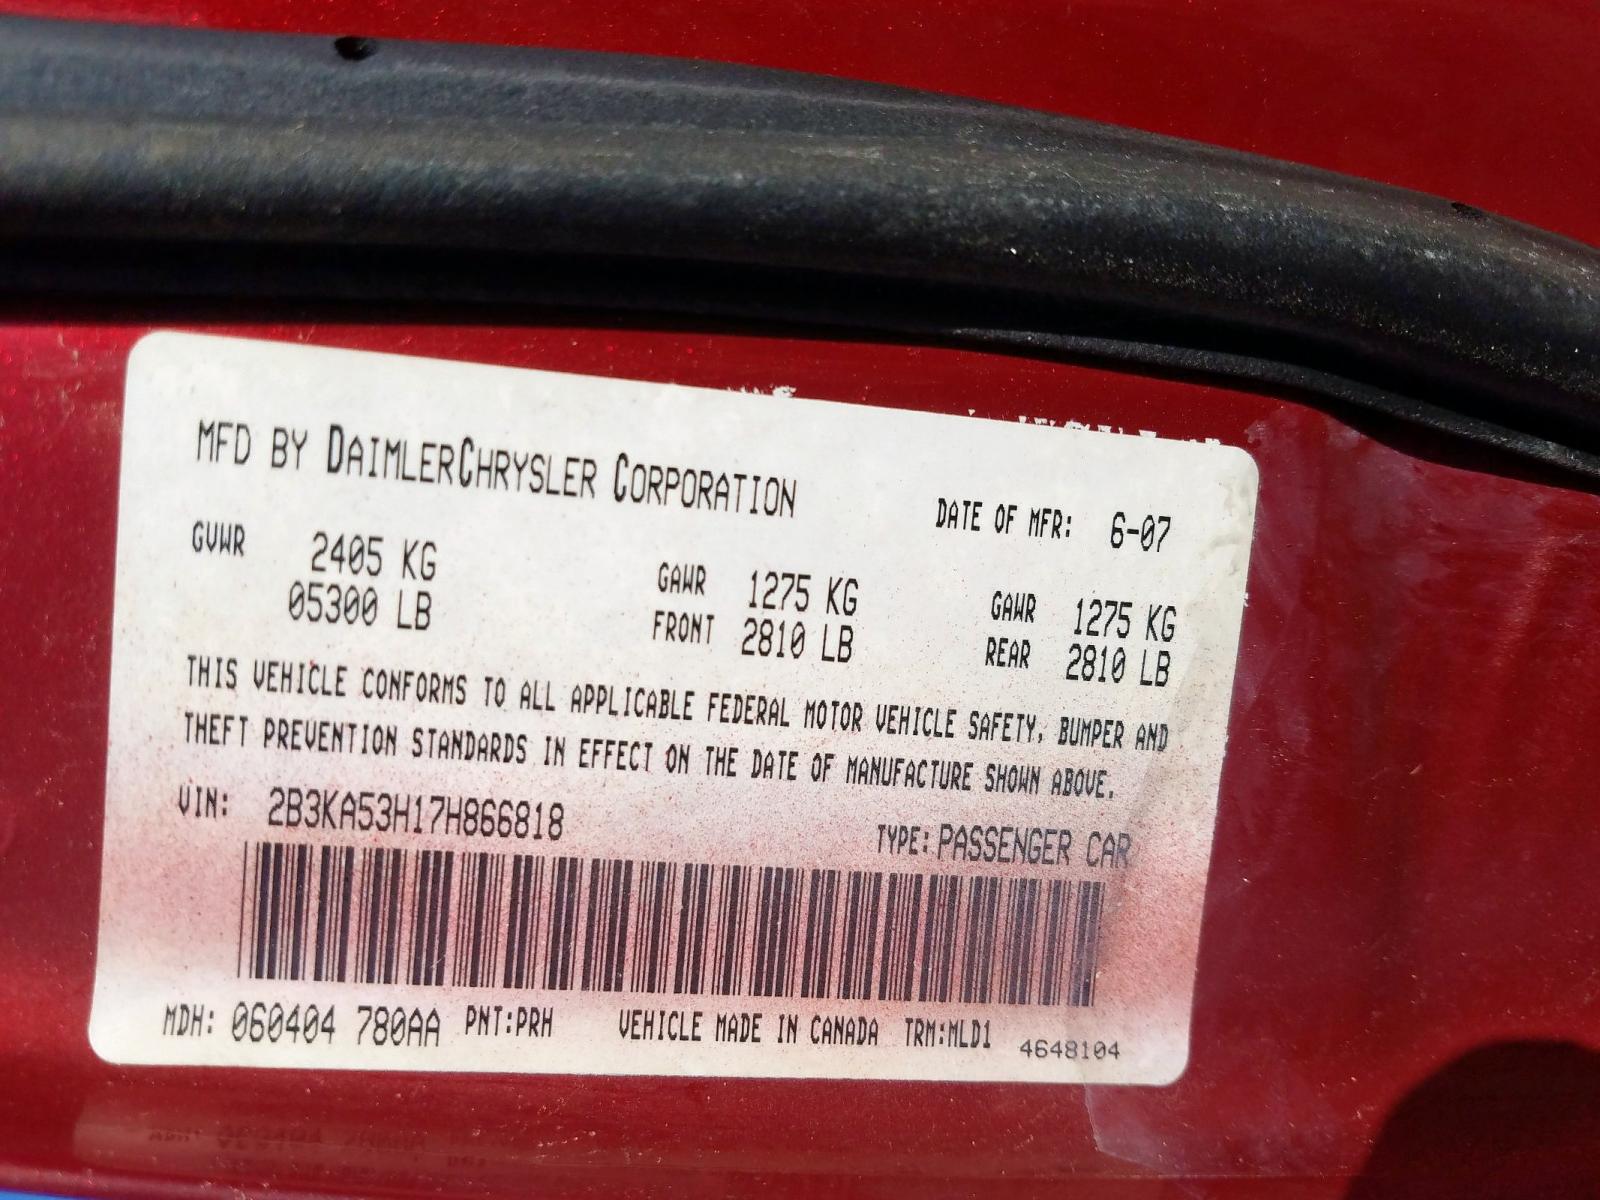 MFD BY DAIMLERCHRYSLER CORPORATION
DATE OF MFR: 6-07
GVWR 2405 KG
05300 LB
GAWR 1275 KG
FRONT 2810 LB
GAWR 1275 KG
REAR 2810 LB
THIS VEHICLE CONFORMS TO ALL APPLICABLE FEDERAL MOTOR VEHICLE SAFETY, BUMPER AND
THEFT PREVENTION STANDARDS IN EFFECT ON THE DATE OF MANUFACTURE SHOWN ABOVE.
VIN: 2B3KA53H17H866818
TYPE: PASSENGER CAR
MDH: 060404 780AA PNT:PRH VEHICLE MADE IN CANADA TRM:MLD1 4648104